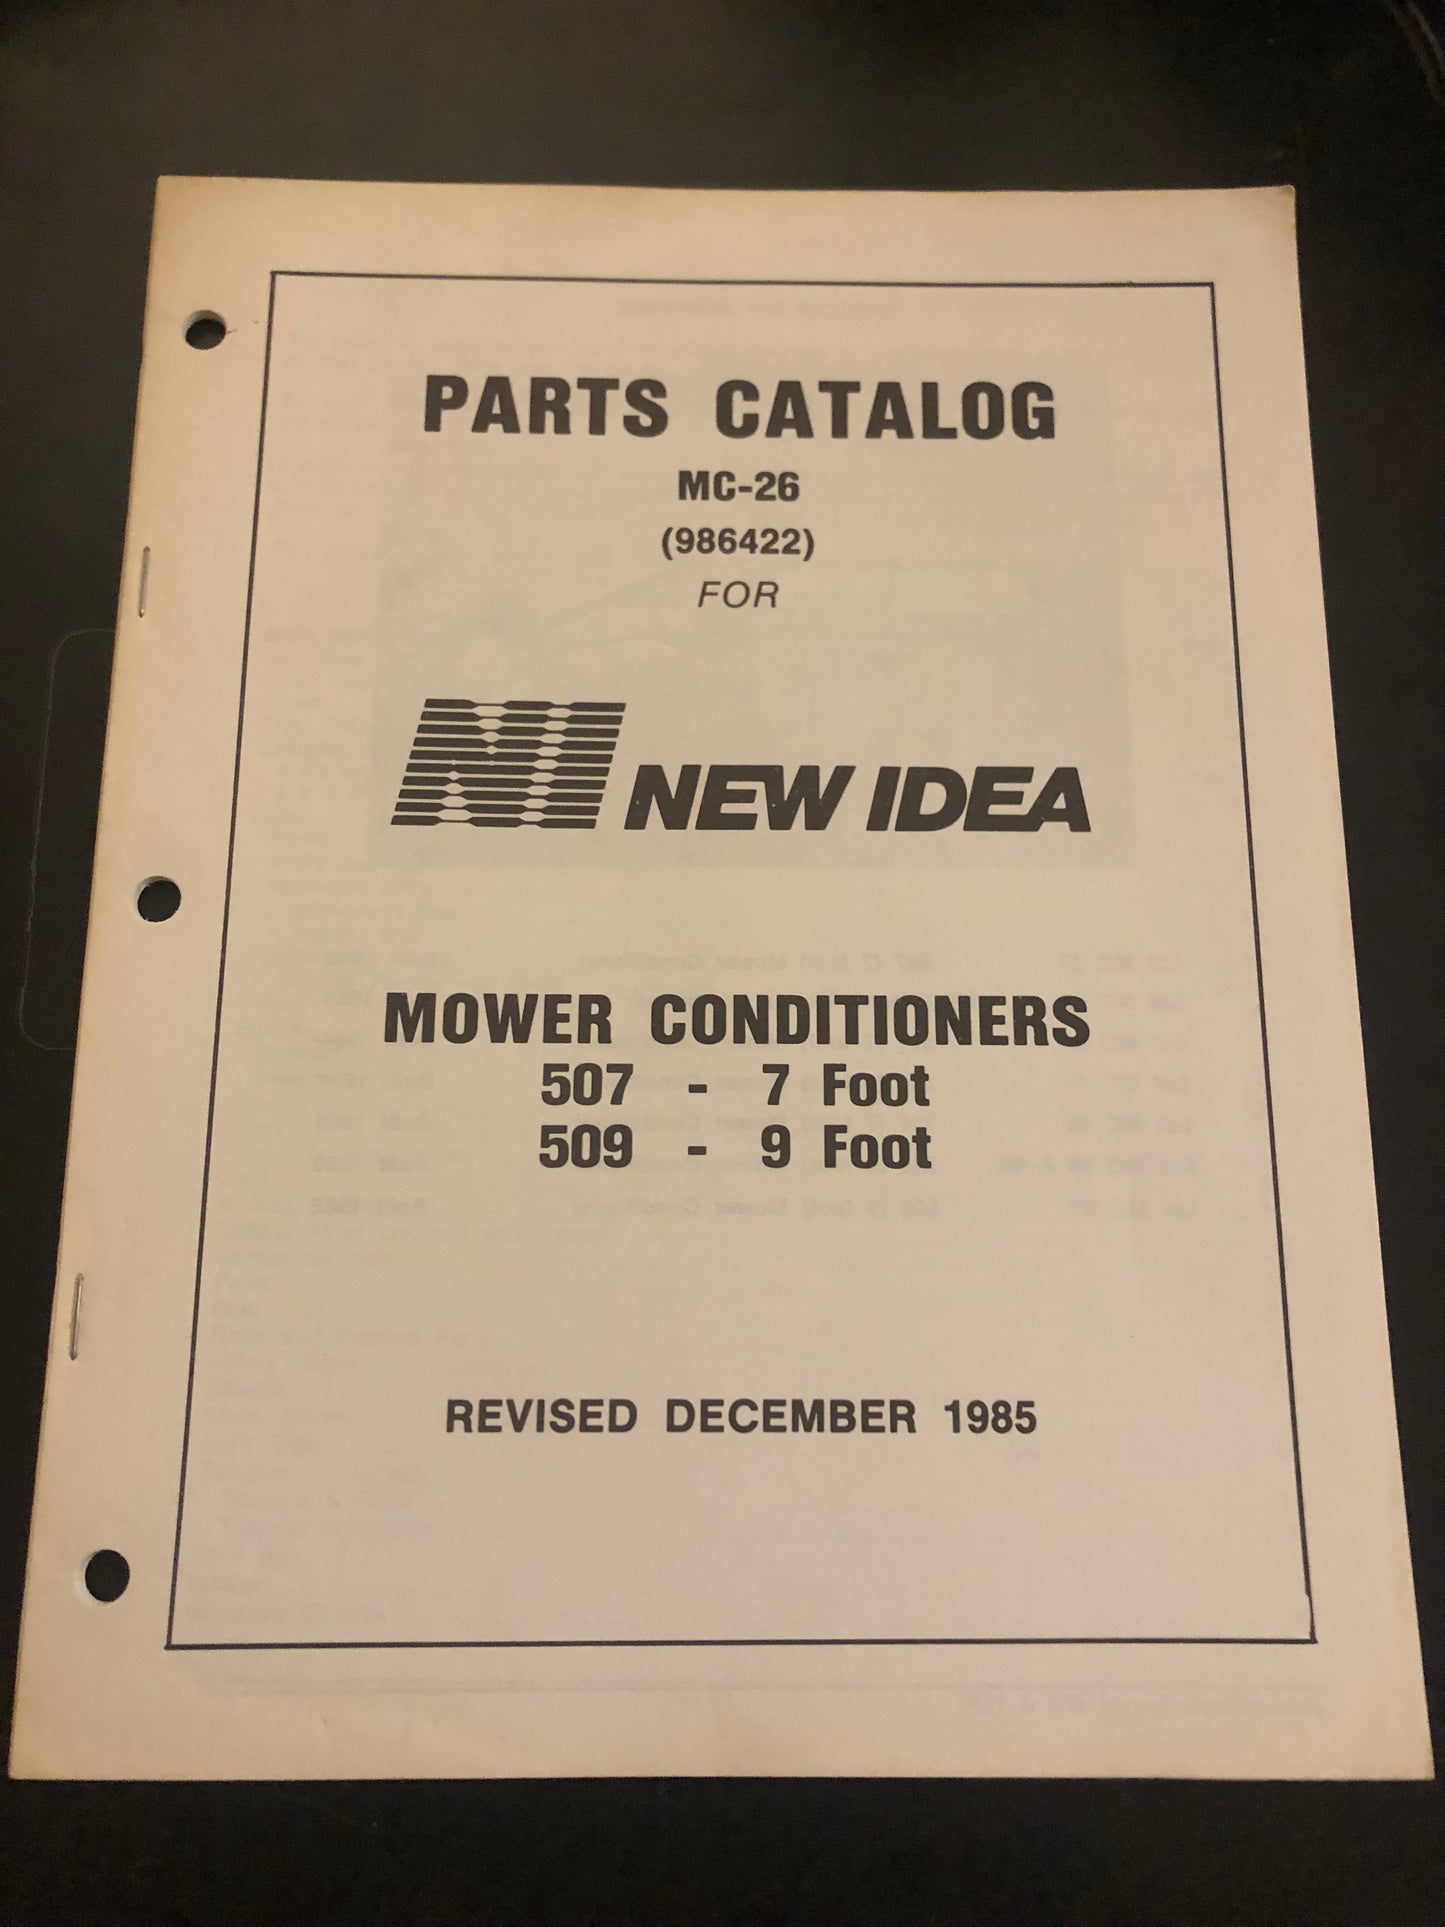 PARTS CATALOG
MC-26
(986422)
FOR
NEW IDEA
MOWER CONDITIONERS
507 - 7 Foot
509 - 9 Foot
REVISED DECEMBER 1985